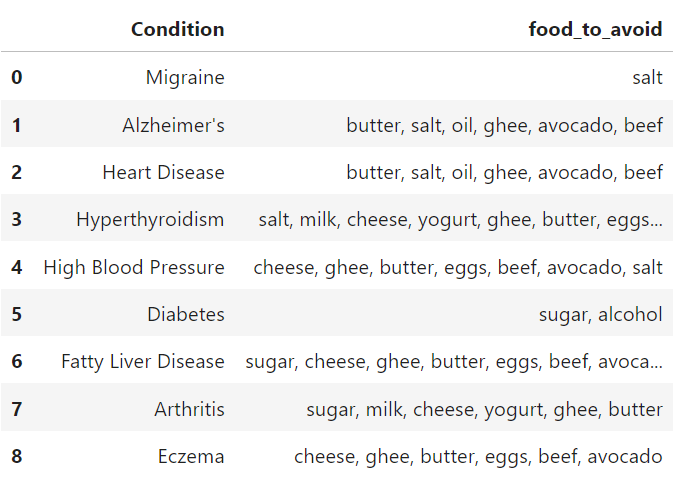 Condition food_to_avoid
0 Migraine salt
1 Alzheimer's butter, salt, oil, ghee, avocado, beef
2 Heart Disease butter, salt, oil, ghee, avocado, beef
3 Hyperthyroidism salt, milk, cheese, yogurt, ghee, butter, eggs...
4 High Blood Pressure cheese, ghee, butter, eggs, beef, avocado, salt
5 Diabetes sugar, alcohol
6 Fatty Liver Disease sugar, cheese, ghee, butter, eggs, beef, avoca...
7 Arthritis sugar, milk, cheese, yogurt, ghee, butter
8 Eczema cheese, ghee, butter, eggs, beef, avocado